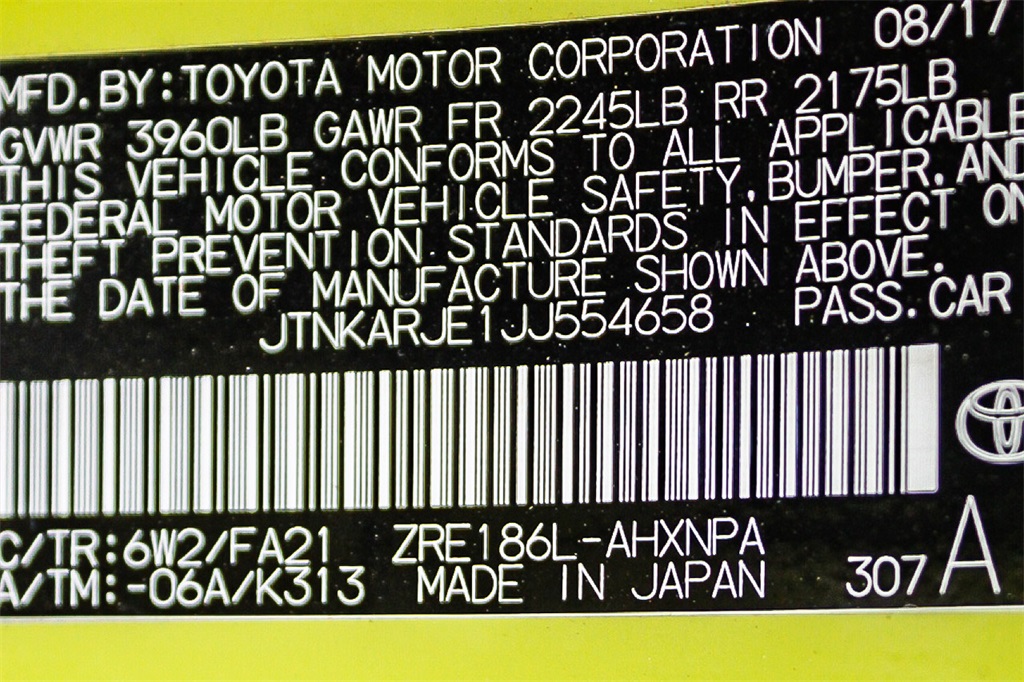 MFD.BY:TOYOTA MOTOR CORPORATION 08/17
GVWR 3960LB GAWR FR 2245LB RR 2175LB
THIS VEHICLE CONFORMS TO ALL APPLICABLE
FEDERAL MOTOR VEHICLE SAFETY,BUMPER,AND
THEFT PREVENTION STANDARDS IN EFFECT ON
THE DATE OF MANUFACTURE SHOWN ABOVE.
JTNKARJE1JJ554658 PASS.CAR
C/TR:6W2/FA21 ZRE186L-AHXNPA
A/TM:-06A/K313 MADE IN JAPAN 307 A